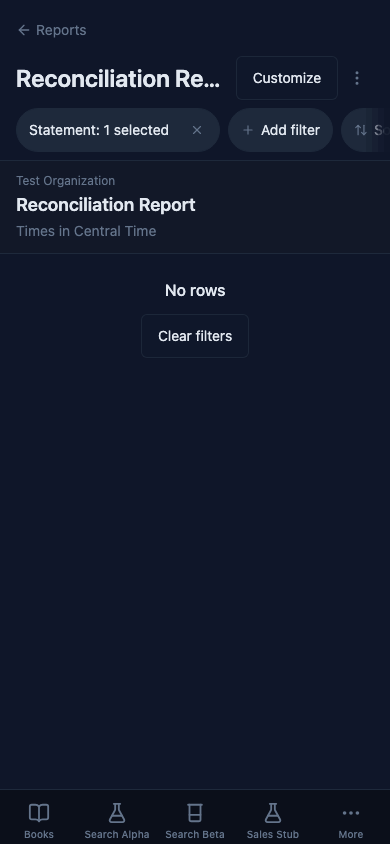 Reports
Reconciliation Re...
Customize
Statement: 1 selected
Add filter
Test Organization
Reconciliation Report
Times in Central Time
No rows
Clear filters
Books
Search Alpha
Search Beta
Sales Stub
More